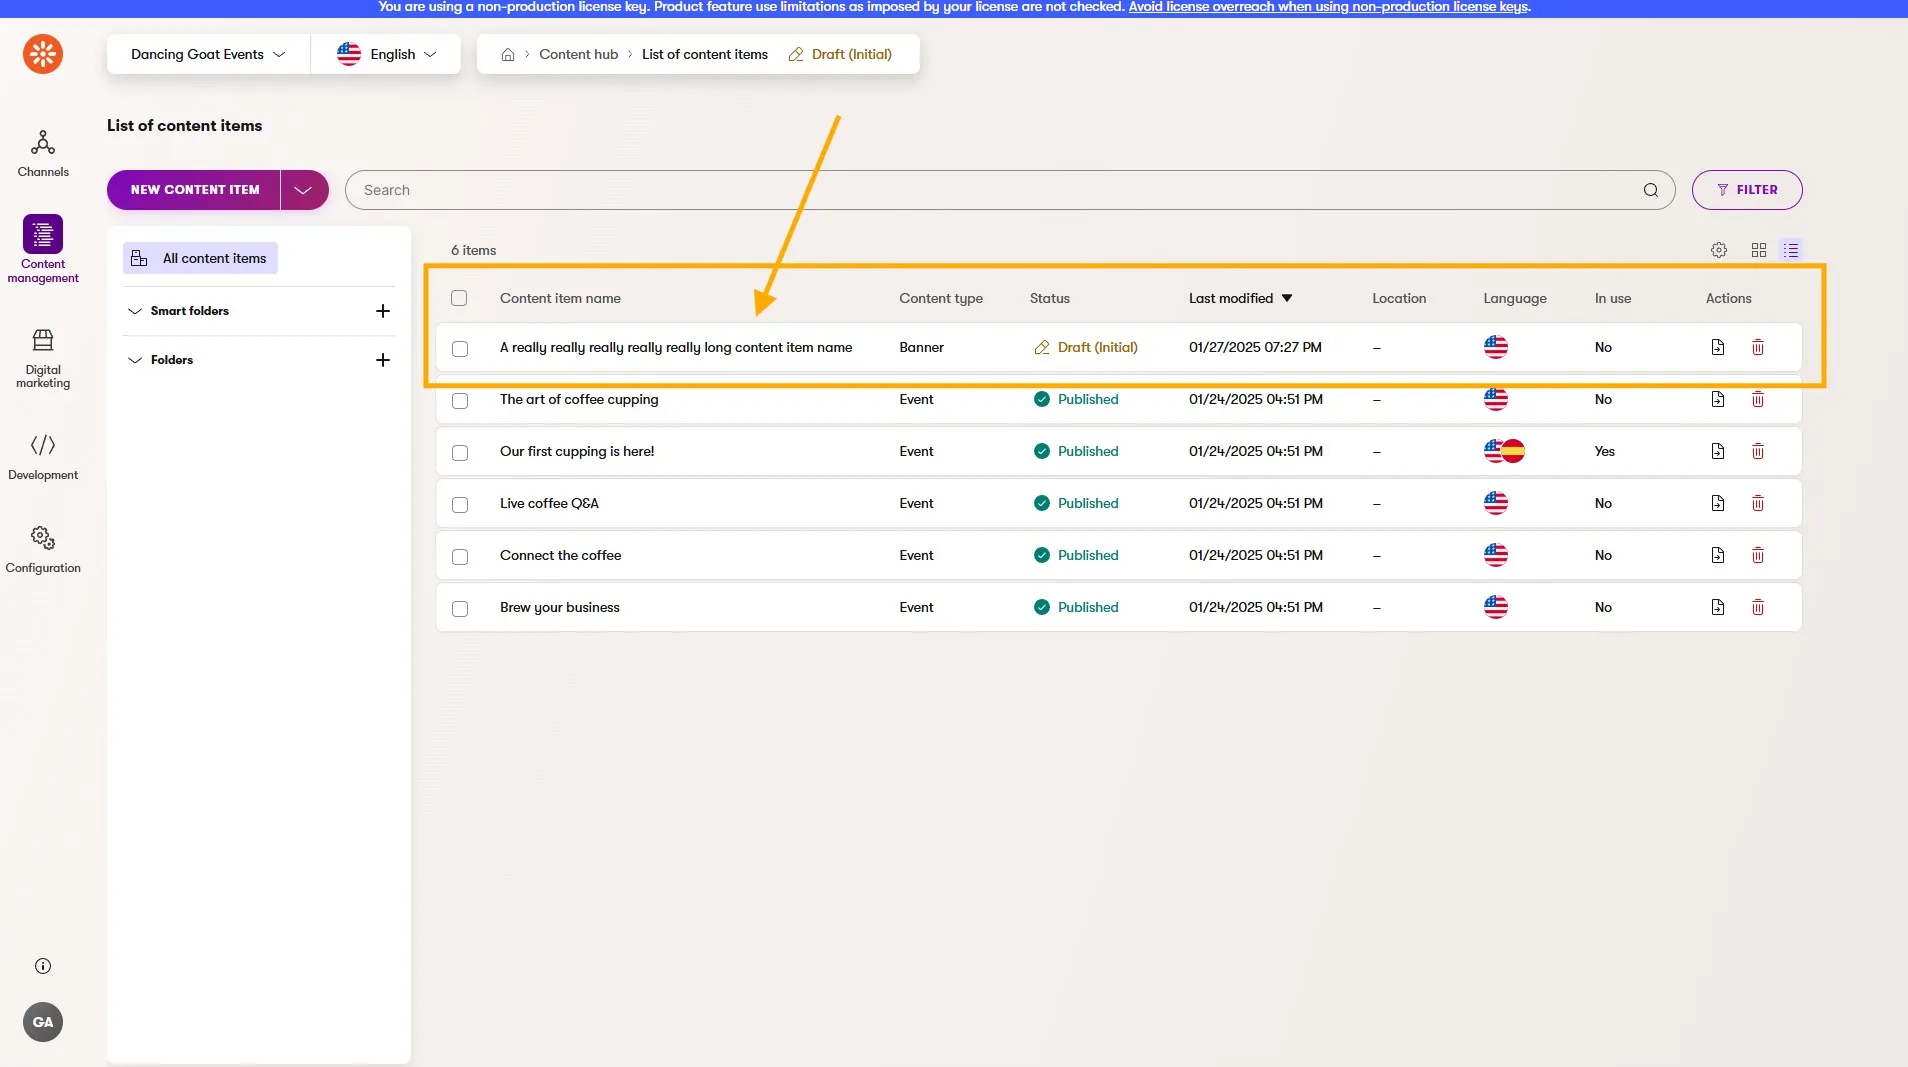 You are using a non-production license key. Product feature use limitations as imposed by your license are not checked. Avoid license overreach when using non-production license keys.
Dancing Goat Events English Content hub List of content items Draft (Initial)
List of content items
Channels
NEW CONTENT ITEM Search FILTER
Content management
All content items
Smart folders
Folders
6 items
Content item name Content type Status Last modified Location Language In use Actions
A really really really really really long content item name Banner Draft (Initial) 01/27/2025 07:27 PM – No
The art of coffee cupping Event Published 01/24/2025 04:51 PM – No
Our first cupping is here! Event Published 01/24/2025 04:51 PM – Yes
Live coffee Q&A Event Published 01/24/2025 04:51 PM – No
Connect the coffee Event Published 01/24/2025 04:51 PM – No
Brew your business Event Published 01/24/2025 04:51 PM – No
Digital marketing
Development
Configuration
GA